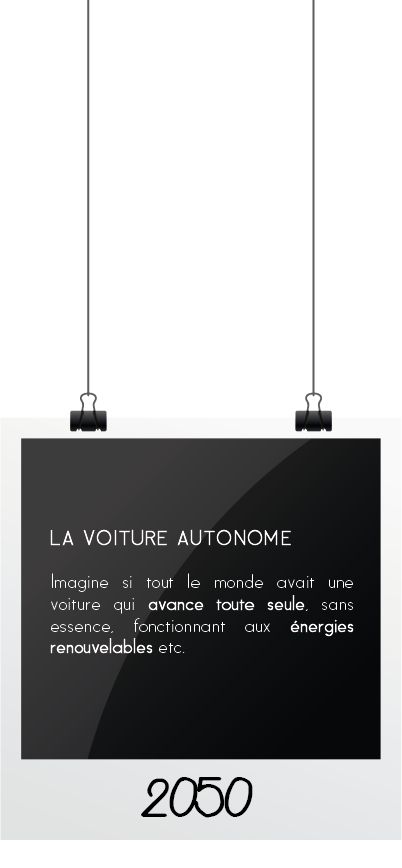 LA VOITURE AUTONOME
Imagine si tout le monde avait une
voiture qui avance toute seule, sans
essence, fonctionnant aux énergies
renouvelables etc.
2050